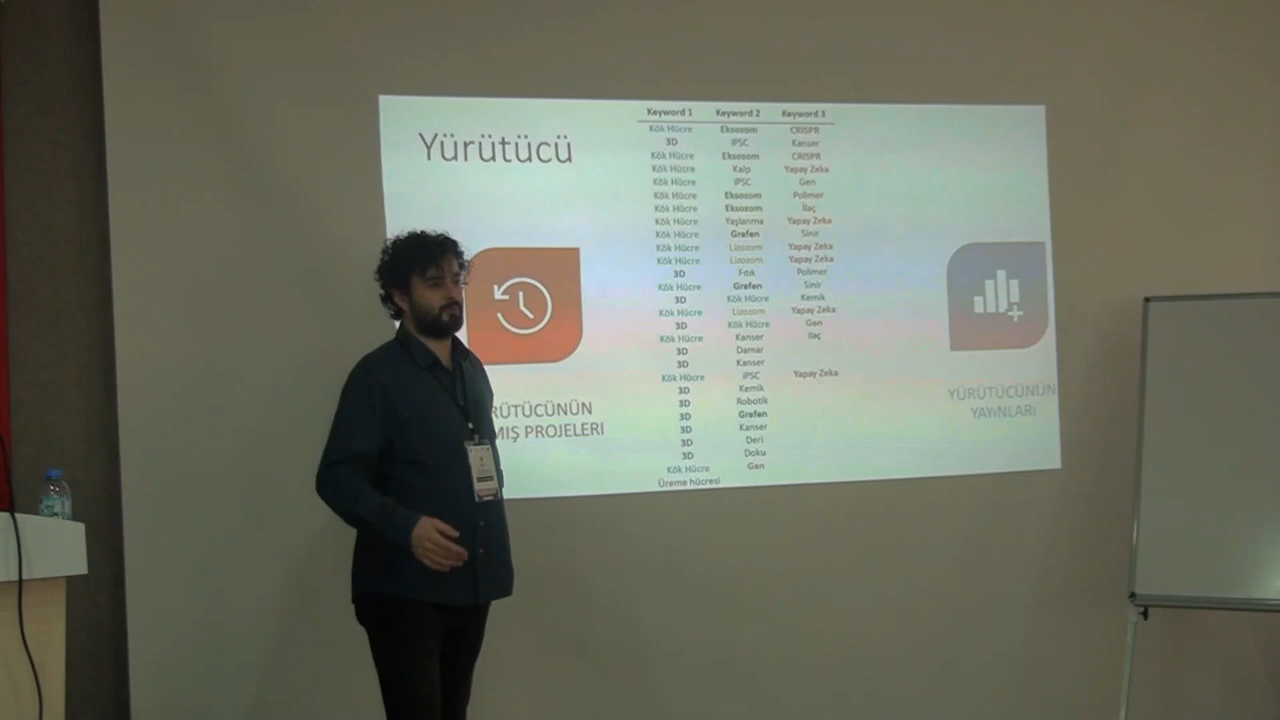 Yürütücü
Keyword 1 Keyword 2 Keyword 3
Kök Hücre Eksozom CRISPR
3D iPSC Kanser
Kök Hücre Eksozom CRISPR
Kök Hücre Kalp Yapay Zeka
Kök Hücre iPSC Gen
Kök Hücre Eksozom Polimer
Kök Hücre Eksozom İlaç
Kök Hücre Yaşlanma Yapay Zeka
Kök Hücre Grafen Sinir
Kök Hücre Lizozom Yapay Zeka
Kök Hücre Lizozom Yapay Zeka
3D Fıtık Polimer
Kök Hücre Grafen Sinir
3D Kök Hücre Kemik
Kök Hücre Lizozom Yapay Zeka
3D Kök Hücre Gen
Kök Hücre Kanser İlaç
3D Damar
3D Kanser
Kök Hücre iPSC Yapay Zeka
3D Kemik
3D Robotik
3D Grafen
3D Kanser
3D Deri
3D Doku
Kök Hücre Gen
Üreme hücresi
RÜTÜCÜNÜN
MIŞ PROJELERI
YÜRÜTÜCÜNÜN
YAYıNLARı